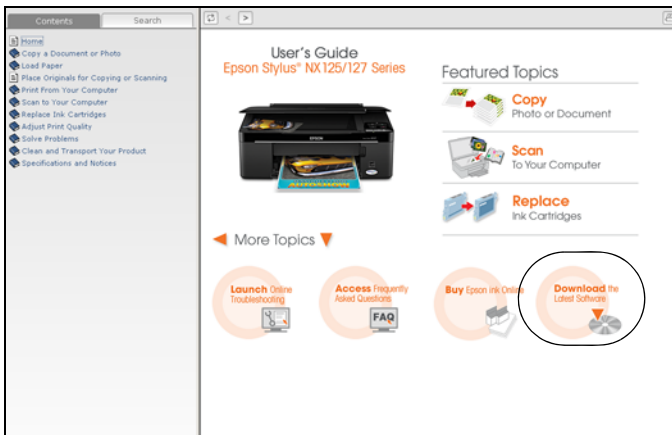 Contents
Search
Home
Copy a Document or Photo
Load Paper
Place Originals for Copying or Scanning
Print From Your Computer
Scan to Your Computer
Replace Ink Cartridges
Adjust Print Quality
Solve Problems
Clean and Transport Your Product
Specifications and Notices
< >
User's Guide
Epson Stylus® NX125/127 Series
EPSON
Featured Topics
Copy
Photo or Document
Scan
To Your Computer
Replace
Ink Cartridges
More Topics
Launch Online
Troubleshooting
Access Frequently
Asked Questions
FAQ
Buy Epson Ink Online
Download the
Latest Software